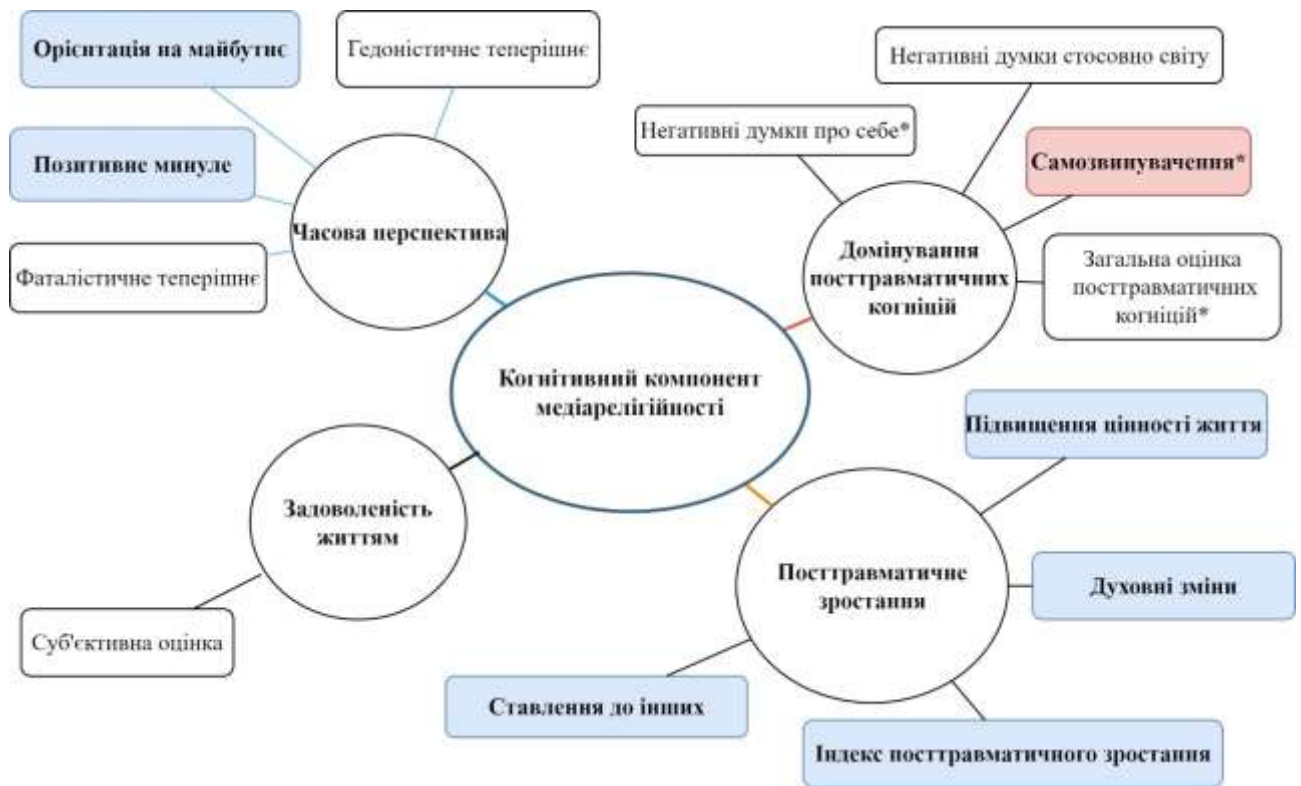 Орієнтація на майбутнє
Гедоністичне теперішнє
Позитивне минуле
Часова перспектива
Фаталістичне теперішнє
Негативні думки стосовно світу
Негативні думки про себе*
Самозвинувачення*
Домінування
посттравматичних
когніцій
Загальна оцінка
посттравматичних
когніцій*
Когнітивний компонент
медіарелігійності
Задоволеність
життям
Суб'єктивна оцінка
Підвищення цінності життя
Посттравматичне
зростання
Духовні зміни
Ставлення до інших
Індекс посттравматичного зростання